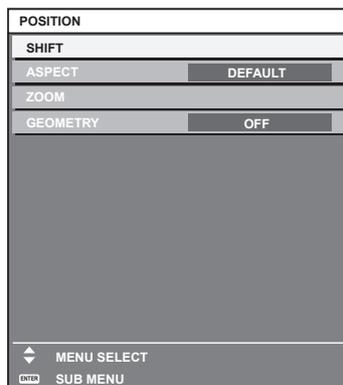 POSITION
SHIFT
ASPECT DEFAULT
ZOOM
GEOMETRY OFF
MENU SELECT
ENTER SUB MENU